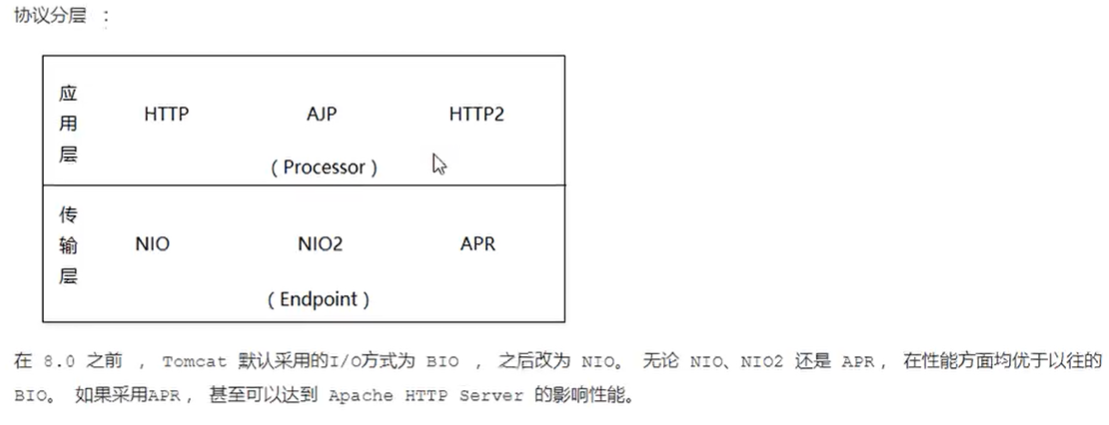 协议分层 ：
应用层
HTTP AJP HTTP2
（Processor）
传输层
NIO NIO2 APR
（Endpoint）
在 8.0 之前 ，Tomcat 默认采用的I/O方式为 BIO ，之后改为 NIO。 无论 NIO、NIO2 还是 APR， 在性能方面均优于以往的
BIO。 如果采用APR， 甚至可以达到 Apache HTTP Server 的影响性能。